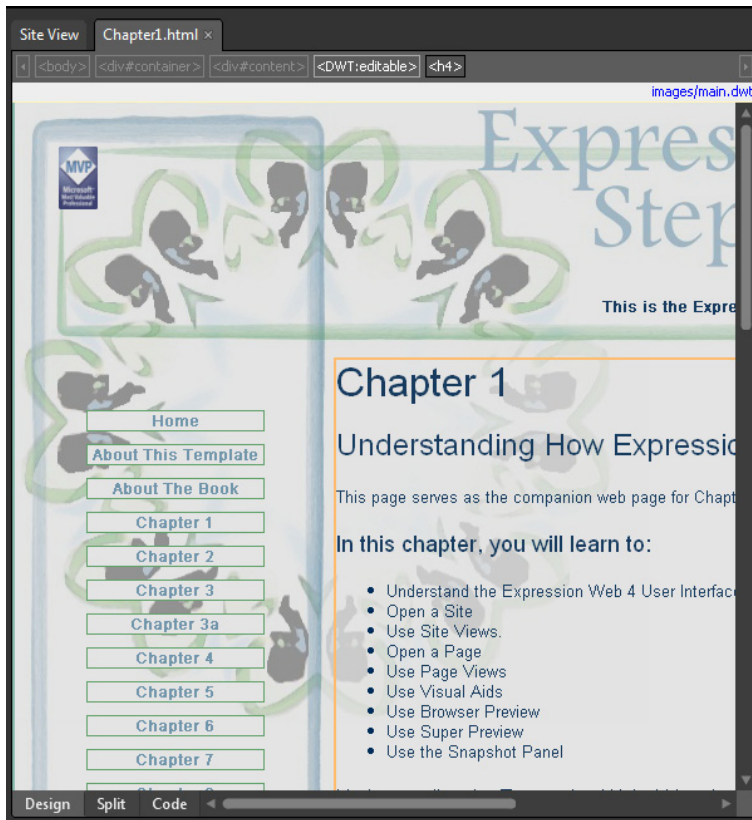 Site View Chapter1.html ×
<body> <div#container> <div#content> <DWT:editable> <h4>
images/main.dwt
MVP
Microsoft
Most Valuable
Professional
Expres
Step
This is the Expre
Home
About This Template
About The Book
Chapter 1
Chapter 2
Chapter 3
Chapter 3a
Chapter 4
Chapter 5
Chapter 6
Chapter 7
Chapter 1
Understanding How Expressio
This page serves as the companion web page for Chapt
In this chapter, you will learn to:
• Understand the Expression Web 4 User Interface
• Open a Site
• Use Site Views.
• Open a Page
• Use Page Views
• Use Visual Aids
• Use Browser Preview
• Use Super Preview
• Use the Snapshot Panel
Design Split Code